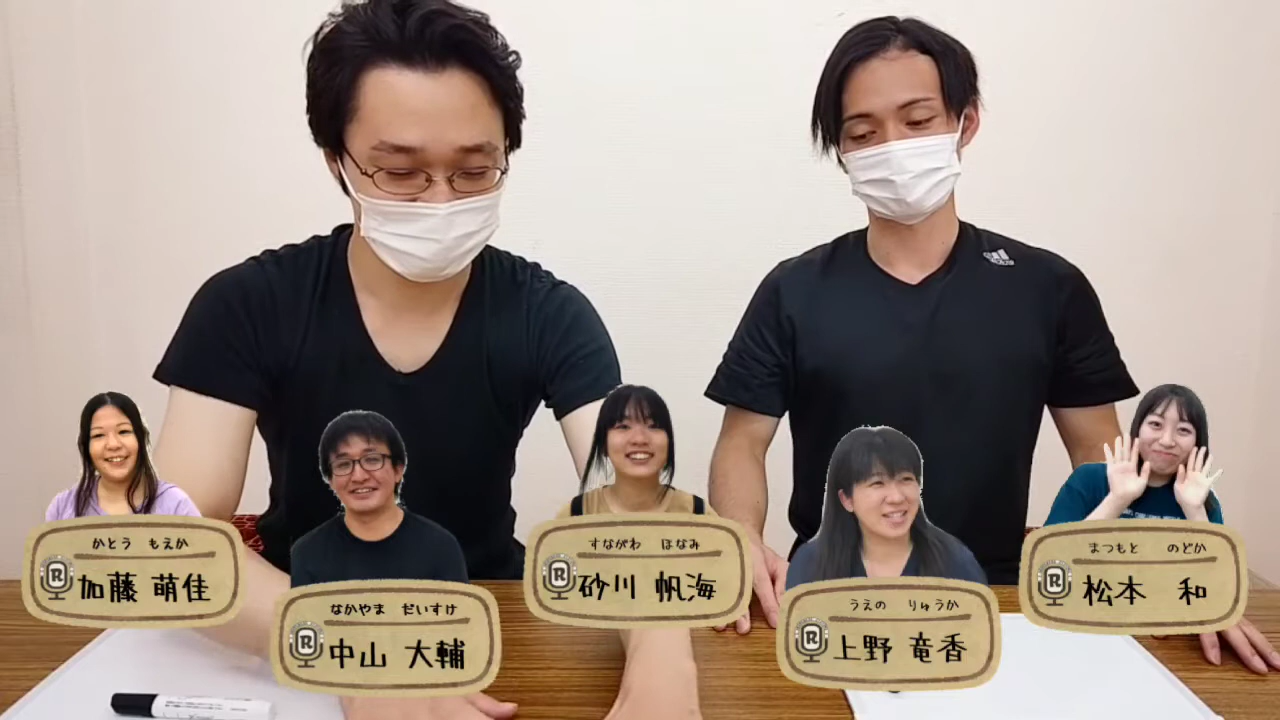 かとう もえか
加藤 萌佳
なかやま だいすけ
中山 大輔
すながわ ほなみ
砂川 帆海
うえの りゅうか
上野 竜香
まつもと のどか
松本 和
R
R
R
R
R